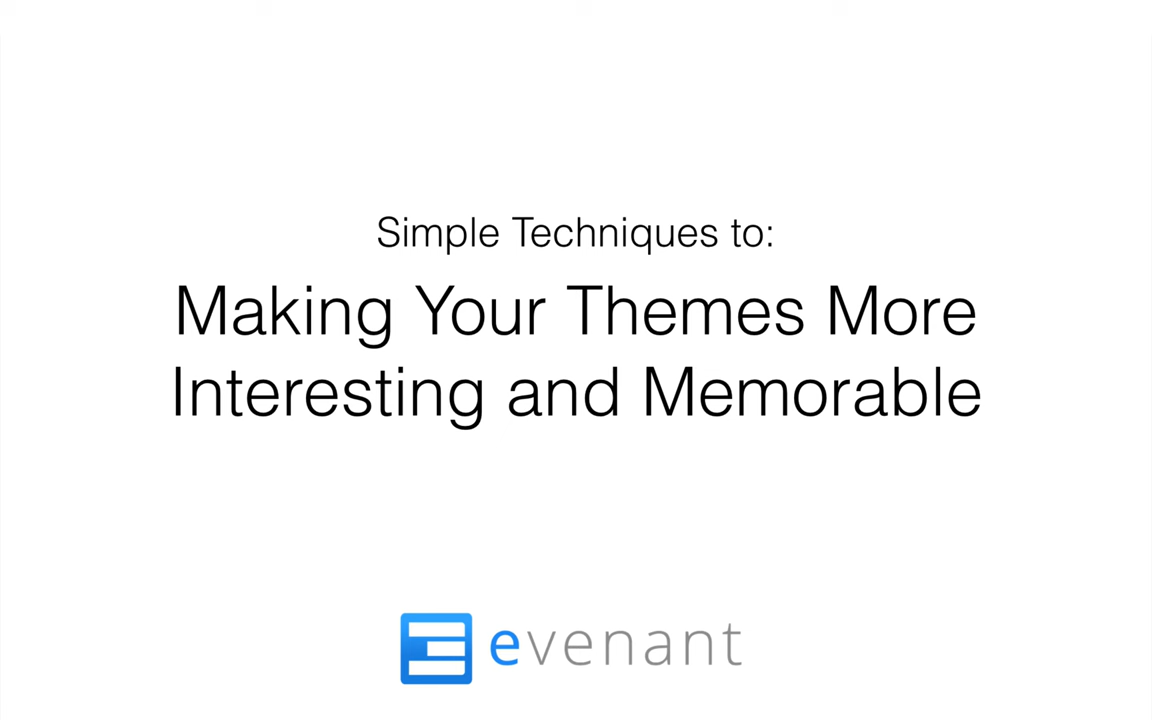 Simple Techniques to:
Making Your Themes More
Interesting and Memorable
evenant